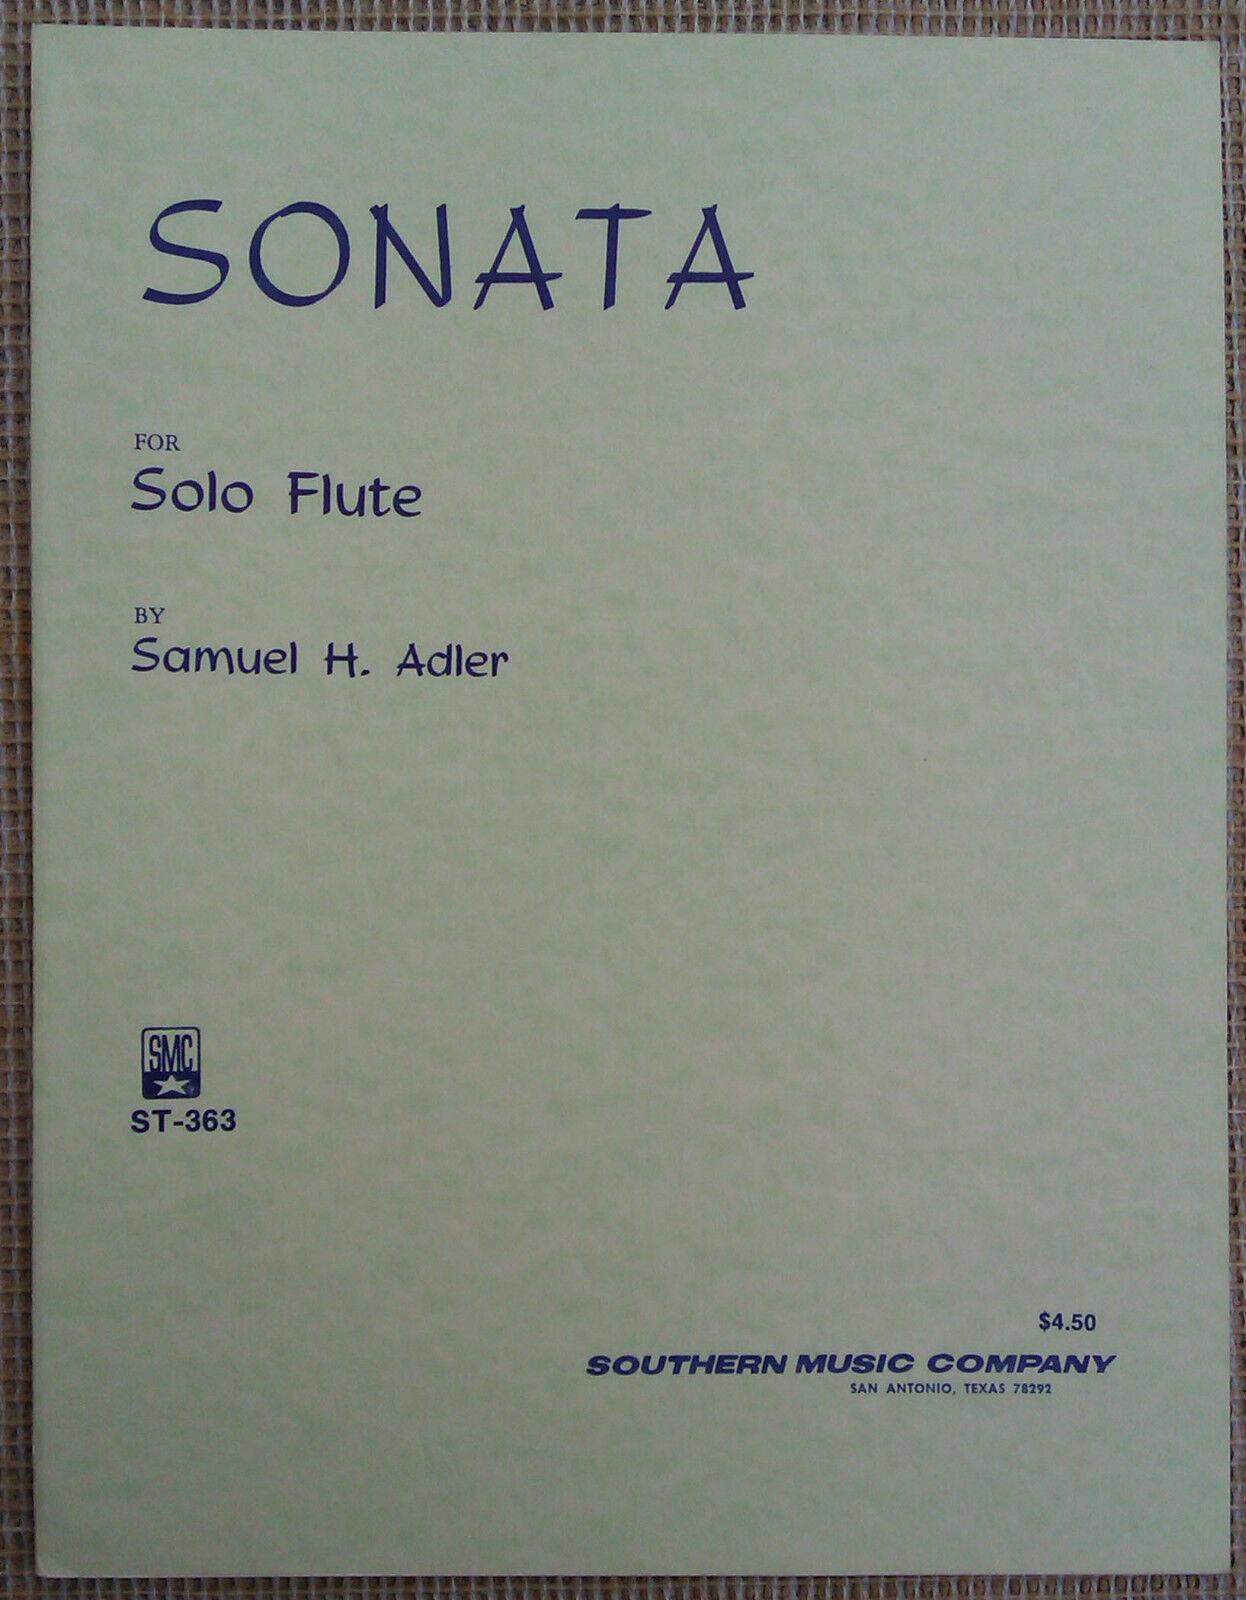 SONATA
FOR
Solo Flute
BY
Samuel H. Adler
SMC
ST-363
$4.50
SOUTHERN MUSIC COMPANY
SAN ANTONIO, TEXAS 78292